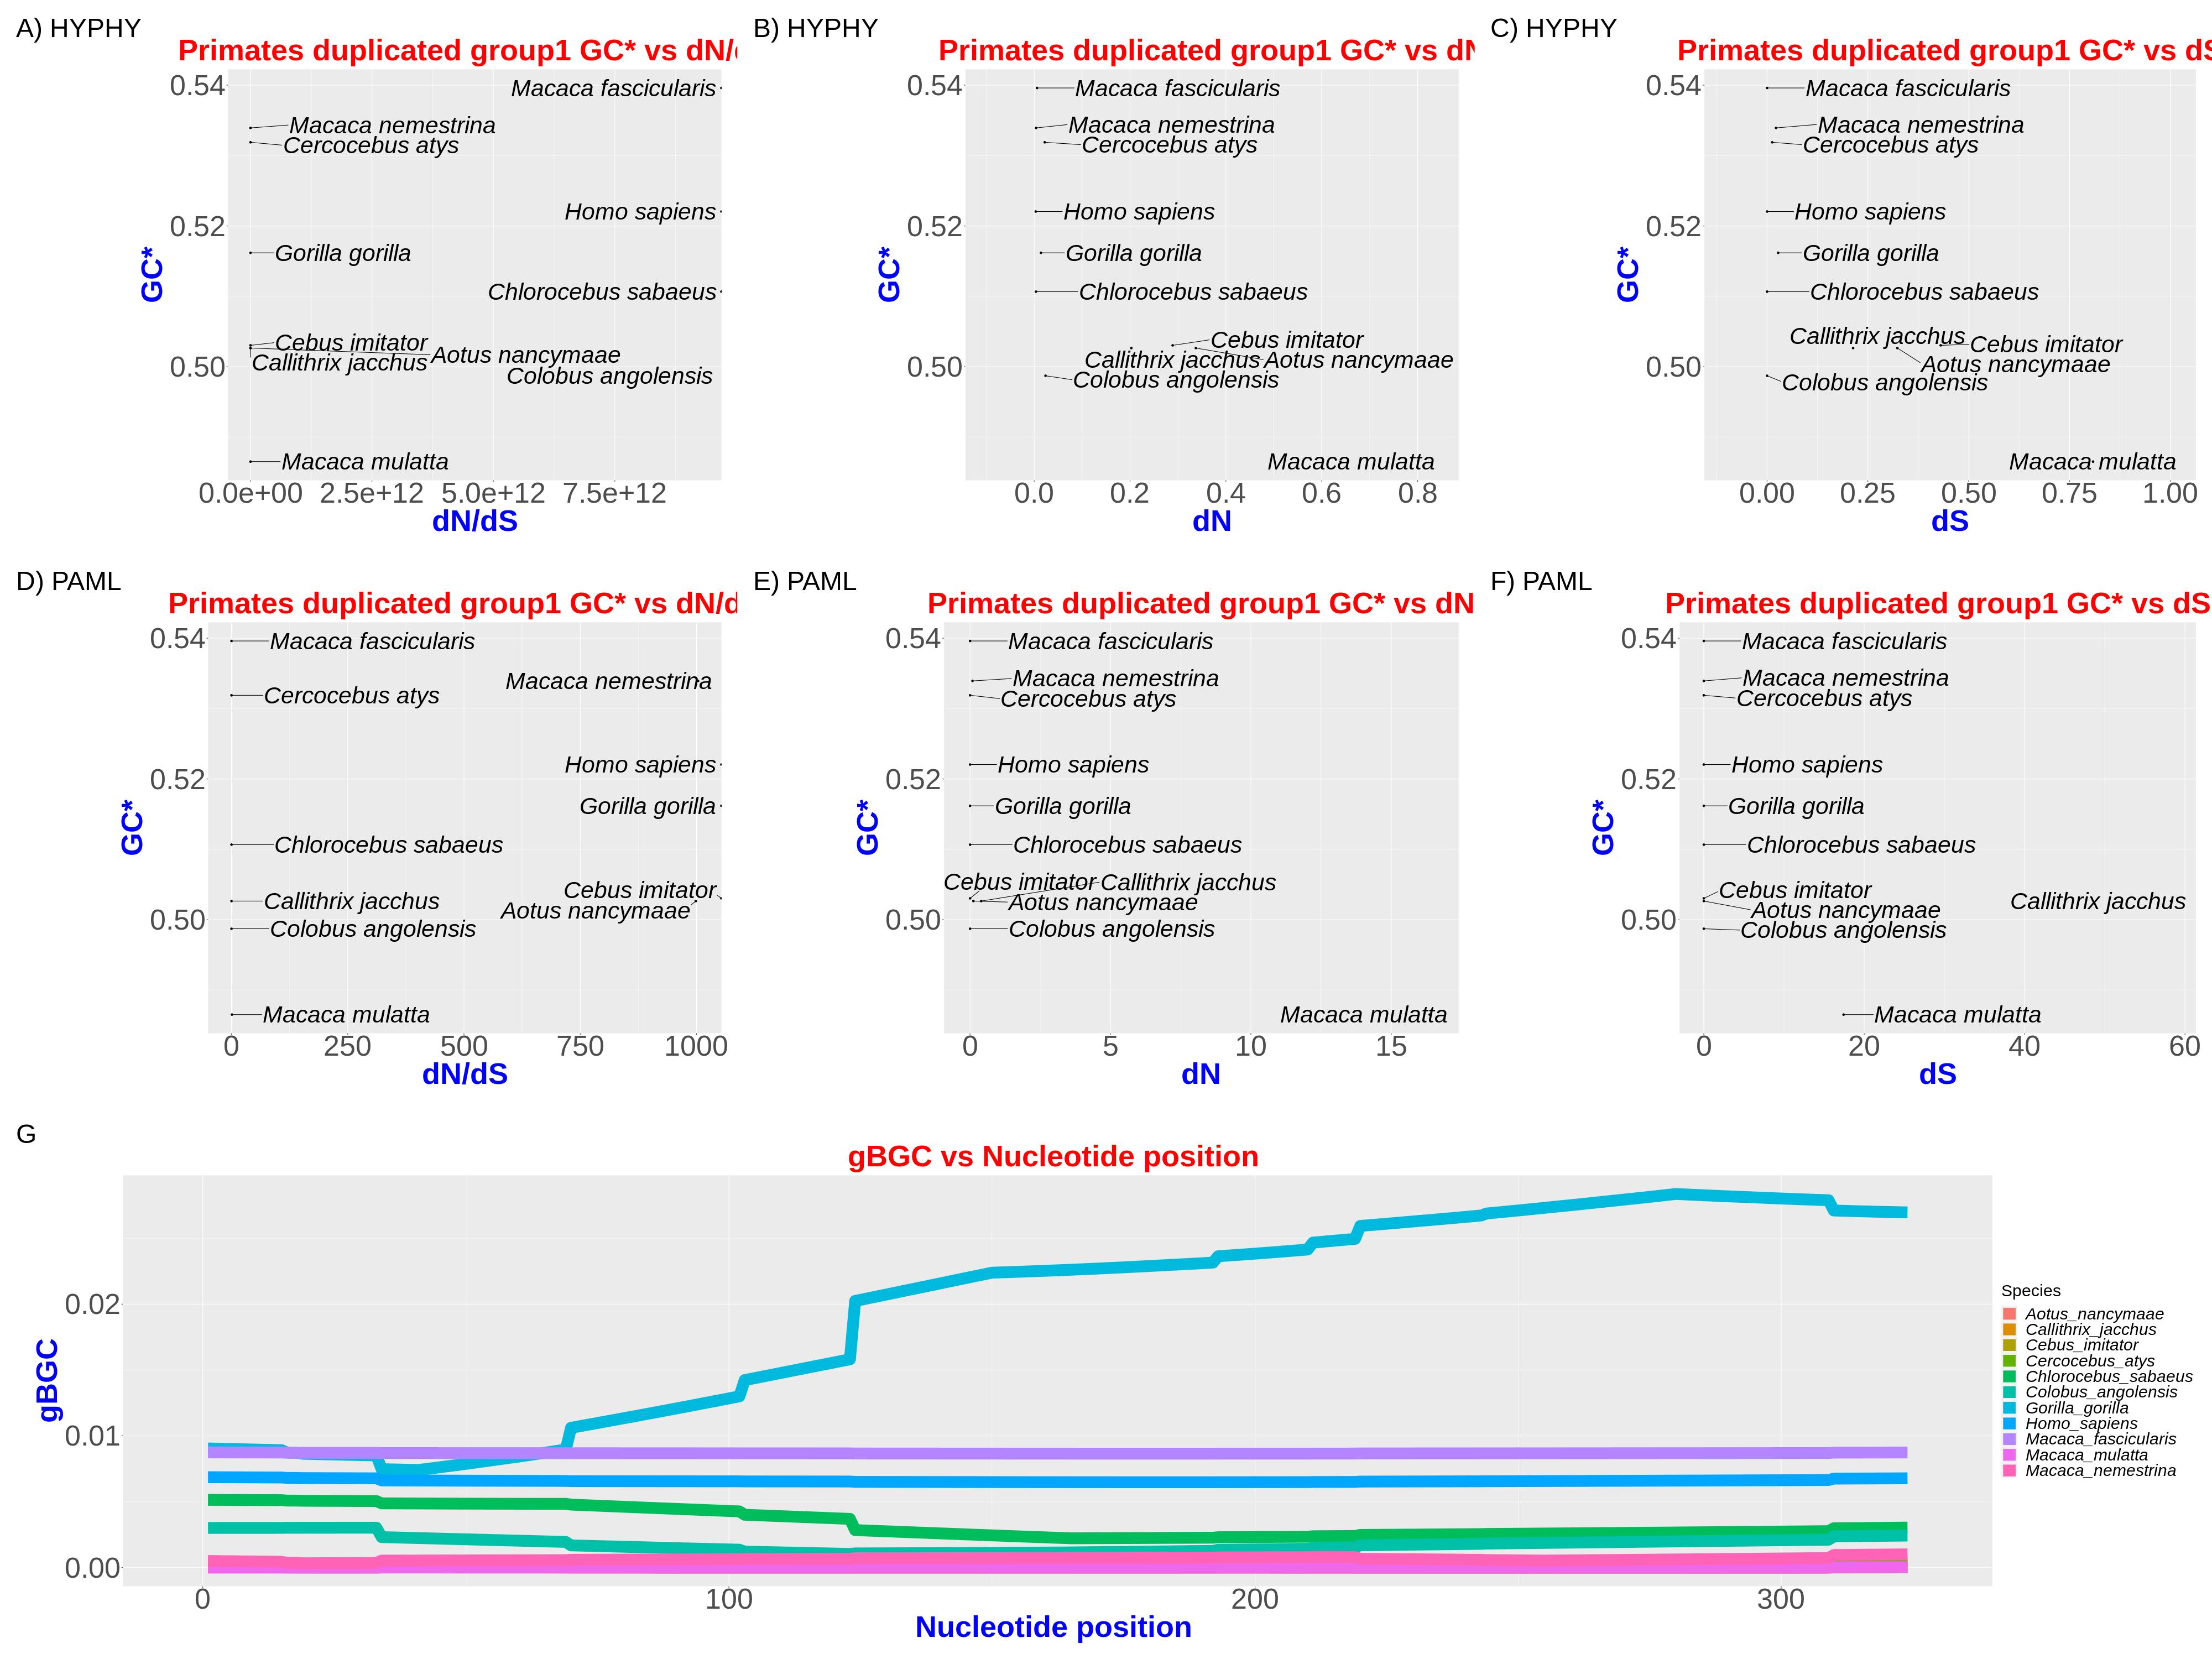 A) HYPHY
Primates duplicated group1 GC* vs dN/
0.54
0.52
0.50
GC*
Macaca fascicularis
Macaca nemestrina
Cercocebus atys
Homo sapiens
Gorilla gorilla
Chlorocebus sabaeus
Cebus imitator
Aotus nancymaae
Callithrix jacchus
Colobus angolensis
Macaca mulatta
0.0e+00 2.5e+12 5.0e+12 7.5e+12
dN/dS
B) HYPHY
Primates duplicated group1 GC* vs dN
0.54
0.52
0.50
GC*
Macaca fascicularis
Macaca nemestrina
Cercocebus atys
Homo sapiens
Gorilla gorilla
Chlorocebus sabaeus
Cebus imitator
Callithrix jacchus
Aotus nancymaae
Colobus angolensis
Macaca mulatta
0.0 0.2 0.4 0.6 0.8
dN
C) HYPHY
Primates duplicated group1 GC* vs dS
0.54
0.52
0.50
GC*
Macaca fascicularis
Macaca nemestrina
Cercocebus atys
Homo sapiens
Gorilla gorilla
Chlorocebus sabaeus
Callithrix jacchus
Cebus imitator
Aotus nancymaae
Colobus angolensis
Macaca mulatta
0.00 0.25 0.50 0.75 1.00
dS
D) PAML
Primates duplicated group1 GC* vs dN/d
0.54
0.52
0.50
GC*
Macaca fascicularis
Macaca nemestrina
Cercocebus atys
Homo sapiens
Gorilla gorilla
Chlorocebus sabaeus
Cebus imitator
Callithrix jacchus
Aotus nancymaae
Colobus angolensis
Macaca mulatta
0 250 500 750 1000
dN/dS
E) PAML
Primates duplicated group1 GC* vs dN
0.54
0.52
0.50
GC*
Macaca fascicularis
Macaca nemestrina
Cercocebus atys
Homo sapiens
Gorilla gorilla
Chlorocebus sabaeus
Cebus imitator
Callithrix jacchus
Aotus nancymaae
Colobus angolensis
Macaca mulatta
0 5 10 15
dN
F) PAML
Primates duplicated group1 GC* vs dS
0.54
0.52
0.50
GC*
Macaca fascicularis
Macaca nemestrina
Cercocebus atys
Homo sapiens
Gorilla gorilla
Chlorocebus sabaeus
Cebus imitator
Callithrix jacchus
Aotus nancymaae
Colobus angolensis
Macaca mulatta
0 20 40 60
dS
G
gBGC vs Nucleotide position
0.02
0.01
0.00
gBGC
0 100 200 300
Nucleotide position
Species
Aotus_nancymaae
Callithrix_jacchus
Cebus_imitator
Cercocebus_atys
Chlorocebus_sabaeus
Colobus_angolensis
Gorilla_gorilla
Homo_sapiens
Macaca_fascicularis
Macaca_mulatta
Macaca_nemestrina